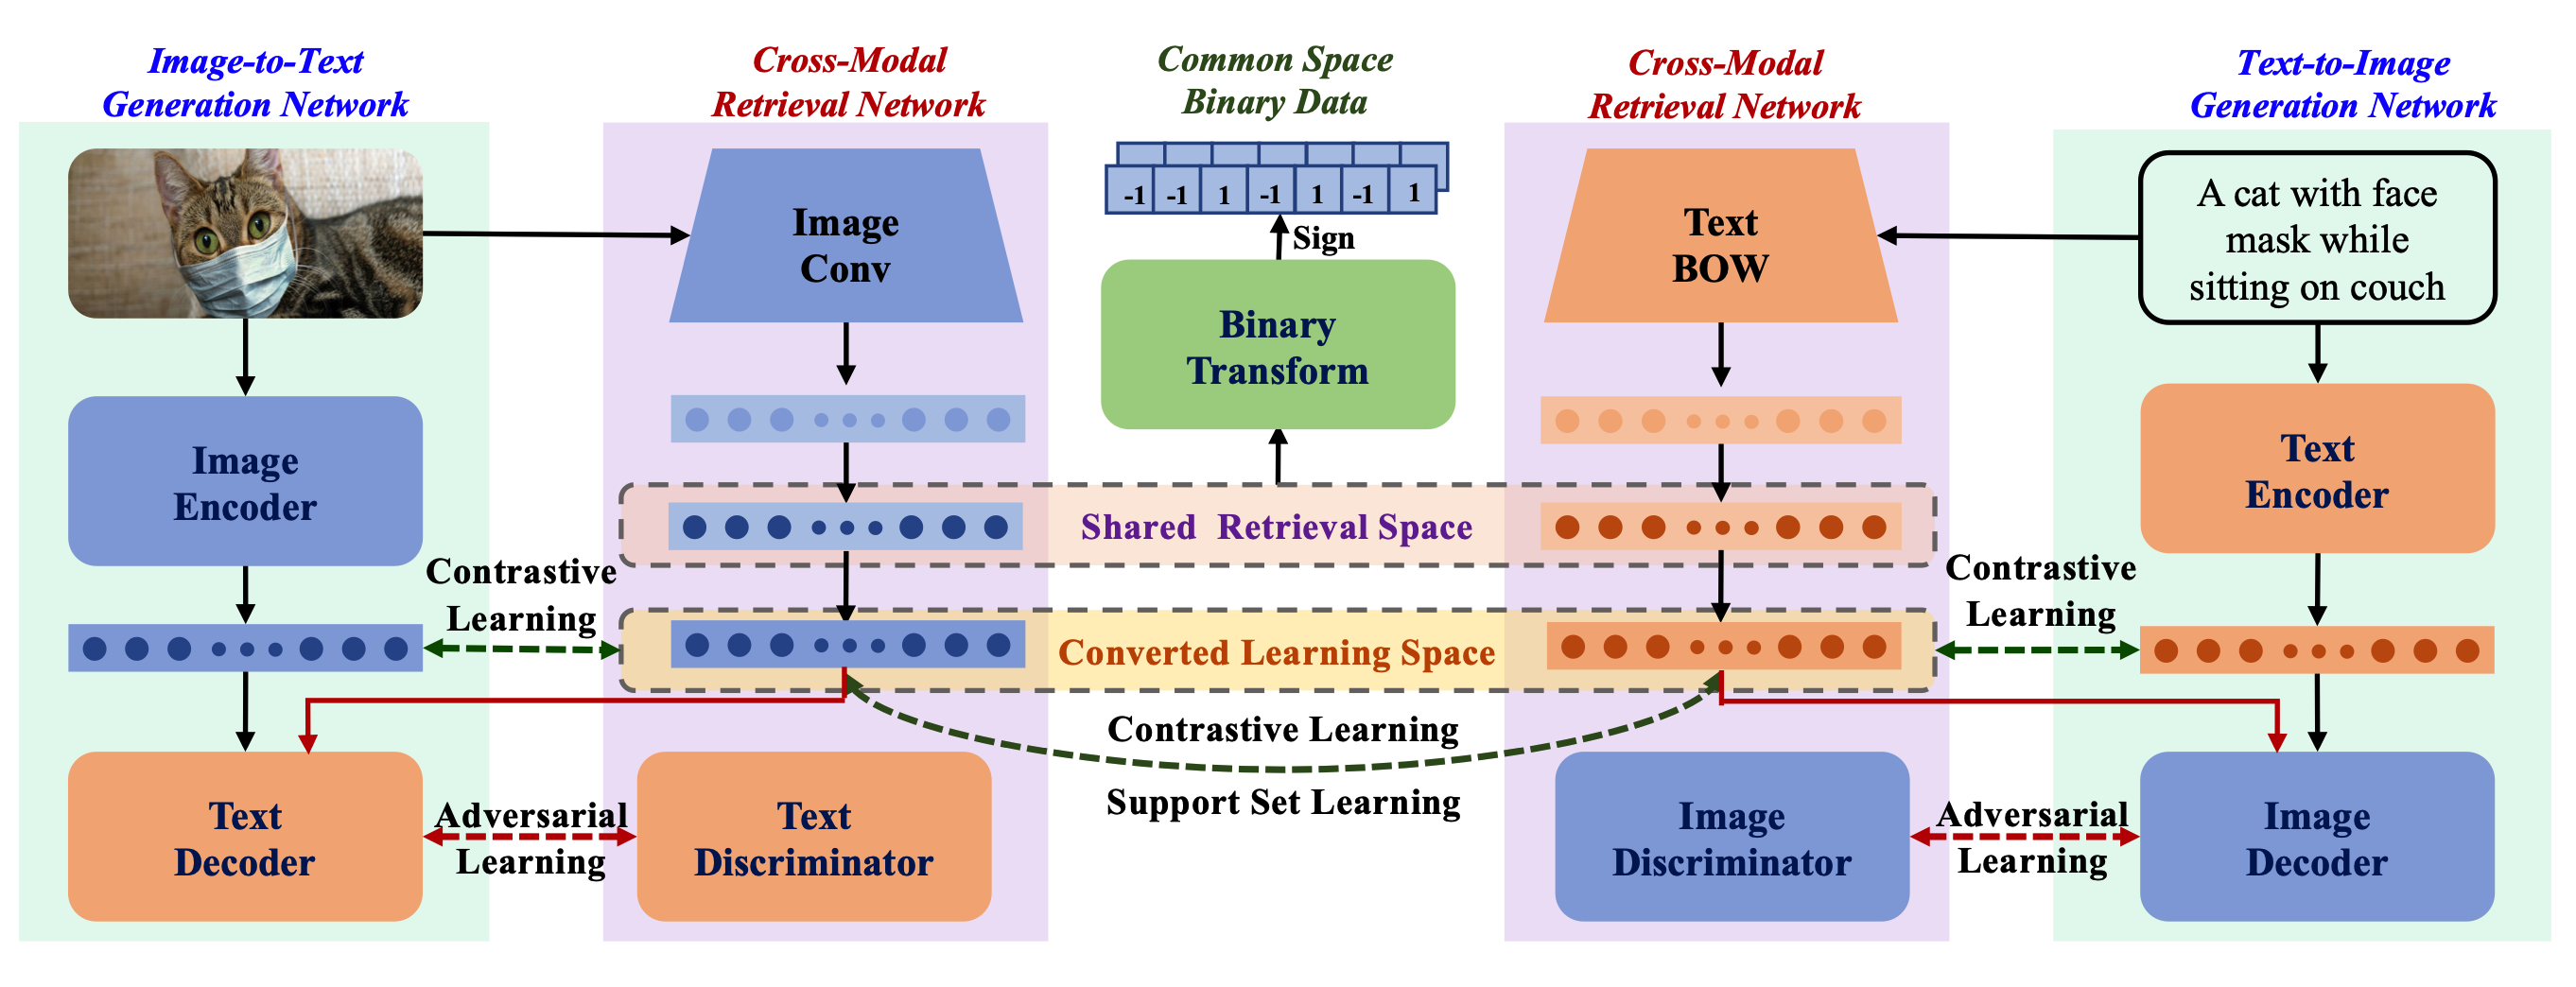 Image-to-Text
Generation Network
Cross-Modal
Retrieval Network
Common Space
Binary Data
Cross-Modal
Retrieval Network
Text-to-Image
Generation Network
Image
Conv
-1 -1 1 -1 1 -1 1
Sign
Binary
Transform
Text
BOW
A cat with face
mask while
sitting on couch
Image
Encoder
Text
Encoder
Shared Retrieval Space
Contrastive
Learning
Converted Learning Space
Contrastive
Learning
Contrastive Learning
Support Set Learning
Text
Decoder
Adversarial
Learning
Text
Discriminator
Image
Discriminator
Adversarial
Learning
Image
Decoder